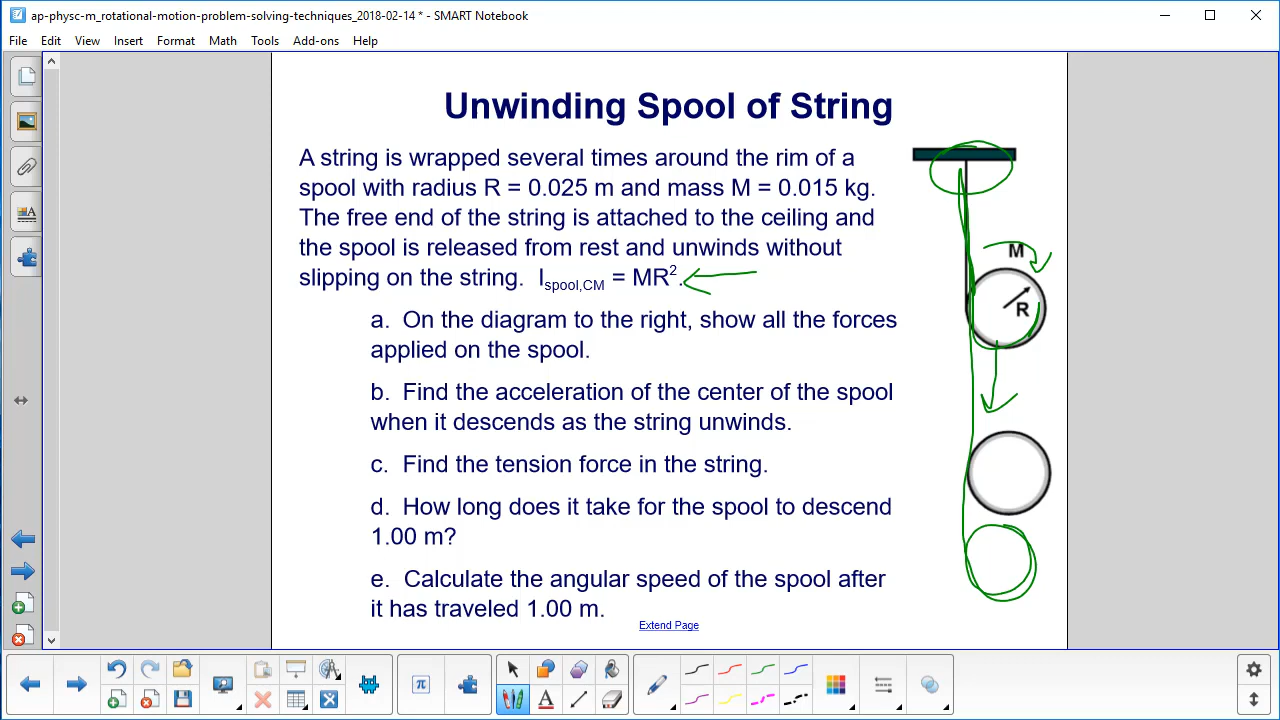 ap-physc-m_rotational-motion-problem-solving-techniques_2018-02-14 * - SMART Notebook
File Edit View Insert Format Math Tools Add-ons Help
Unwinding Spool of String
A string is wrapped several times around the rim of a
spool with radius R = 0.025 m and mass M = 0.015 kg.
The free end of the string is attached to the ceiling and
the spool is released from rest and unwinds without
slipping on the string. I spool,CM = MR².
M
R
a. On the diagram to the right, show all the forces
applied on the spool.
b. Find the acceleration of the center of the spool
when it descends as the string unwinds.
c. Find the tension force in the string.
d. How long does it take for the spool to descend
1.00 m?
e. Calculate the angular speed of the spool after
it has traveled 1.00 m.
Extend Page
π
A